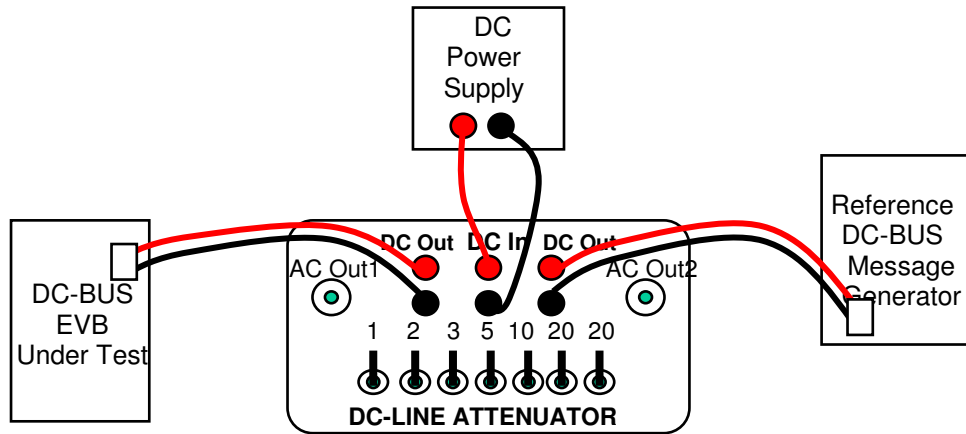 DC
Power
Supply
DC-BUS
EVB
Under Test
DC Out DC In DC Out
AC Out1 AC Out2
1 2 3 5 10 20 20
DC-LINE ATTENUATOR
Reference
DC-BUS
Message
Generator